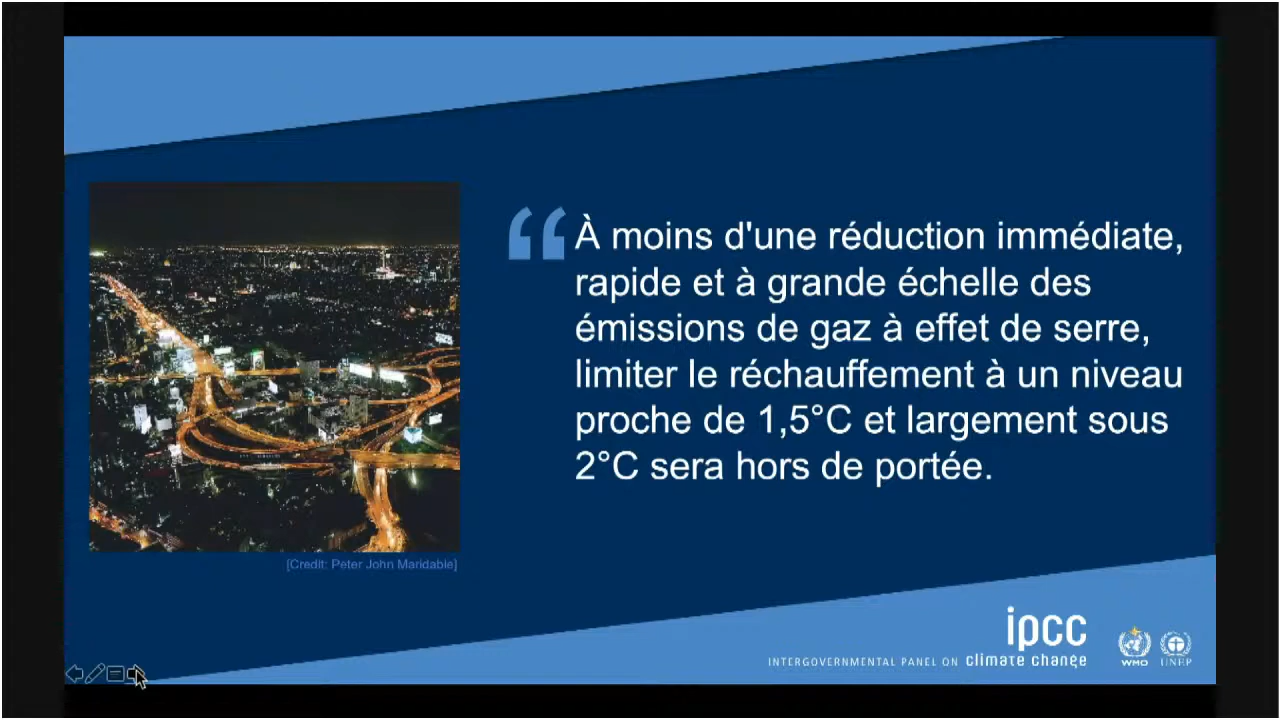 “À moins d'une réduction immédiate,
rapide et à grande échelle des
émissions de gaz à effet de serre,
limiter le réchauffement à un niveau
proche de 1,5°C et largement sous
2°C sera hors de portée.
[Credit: Peter John Maridable]
ipcc
INTERGOVERNMENTAL PANEL ON climate change
WMO
UNEP